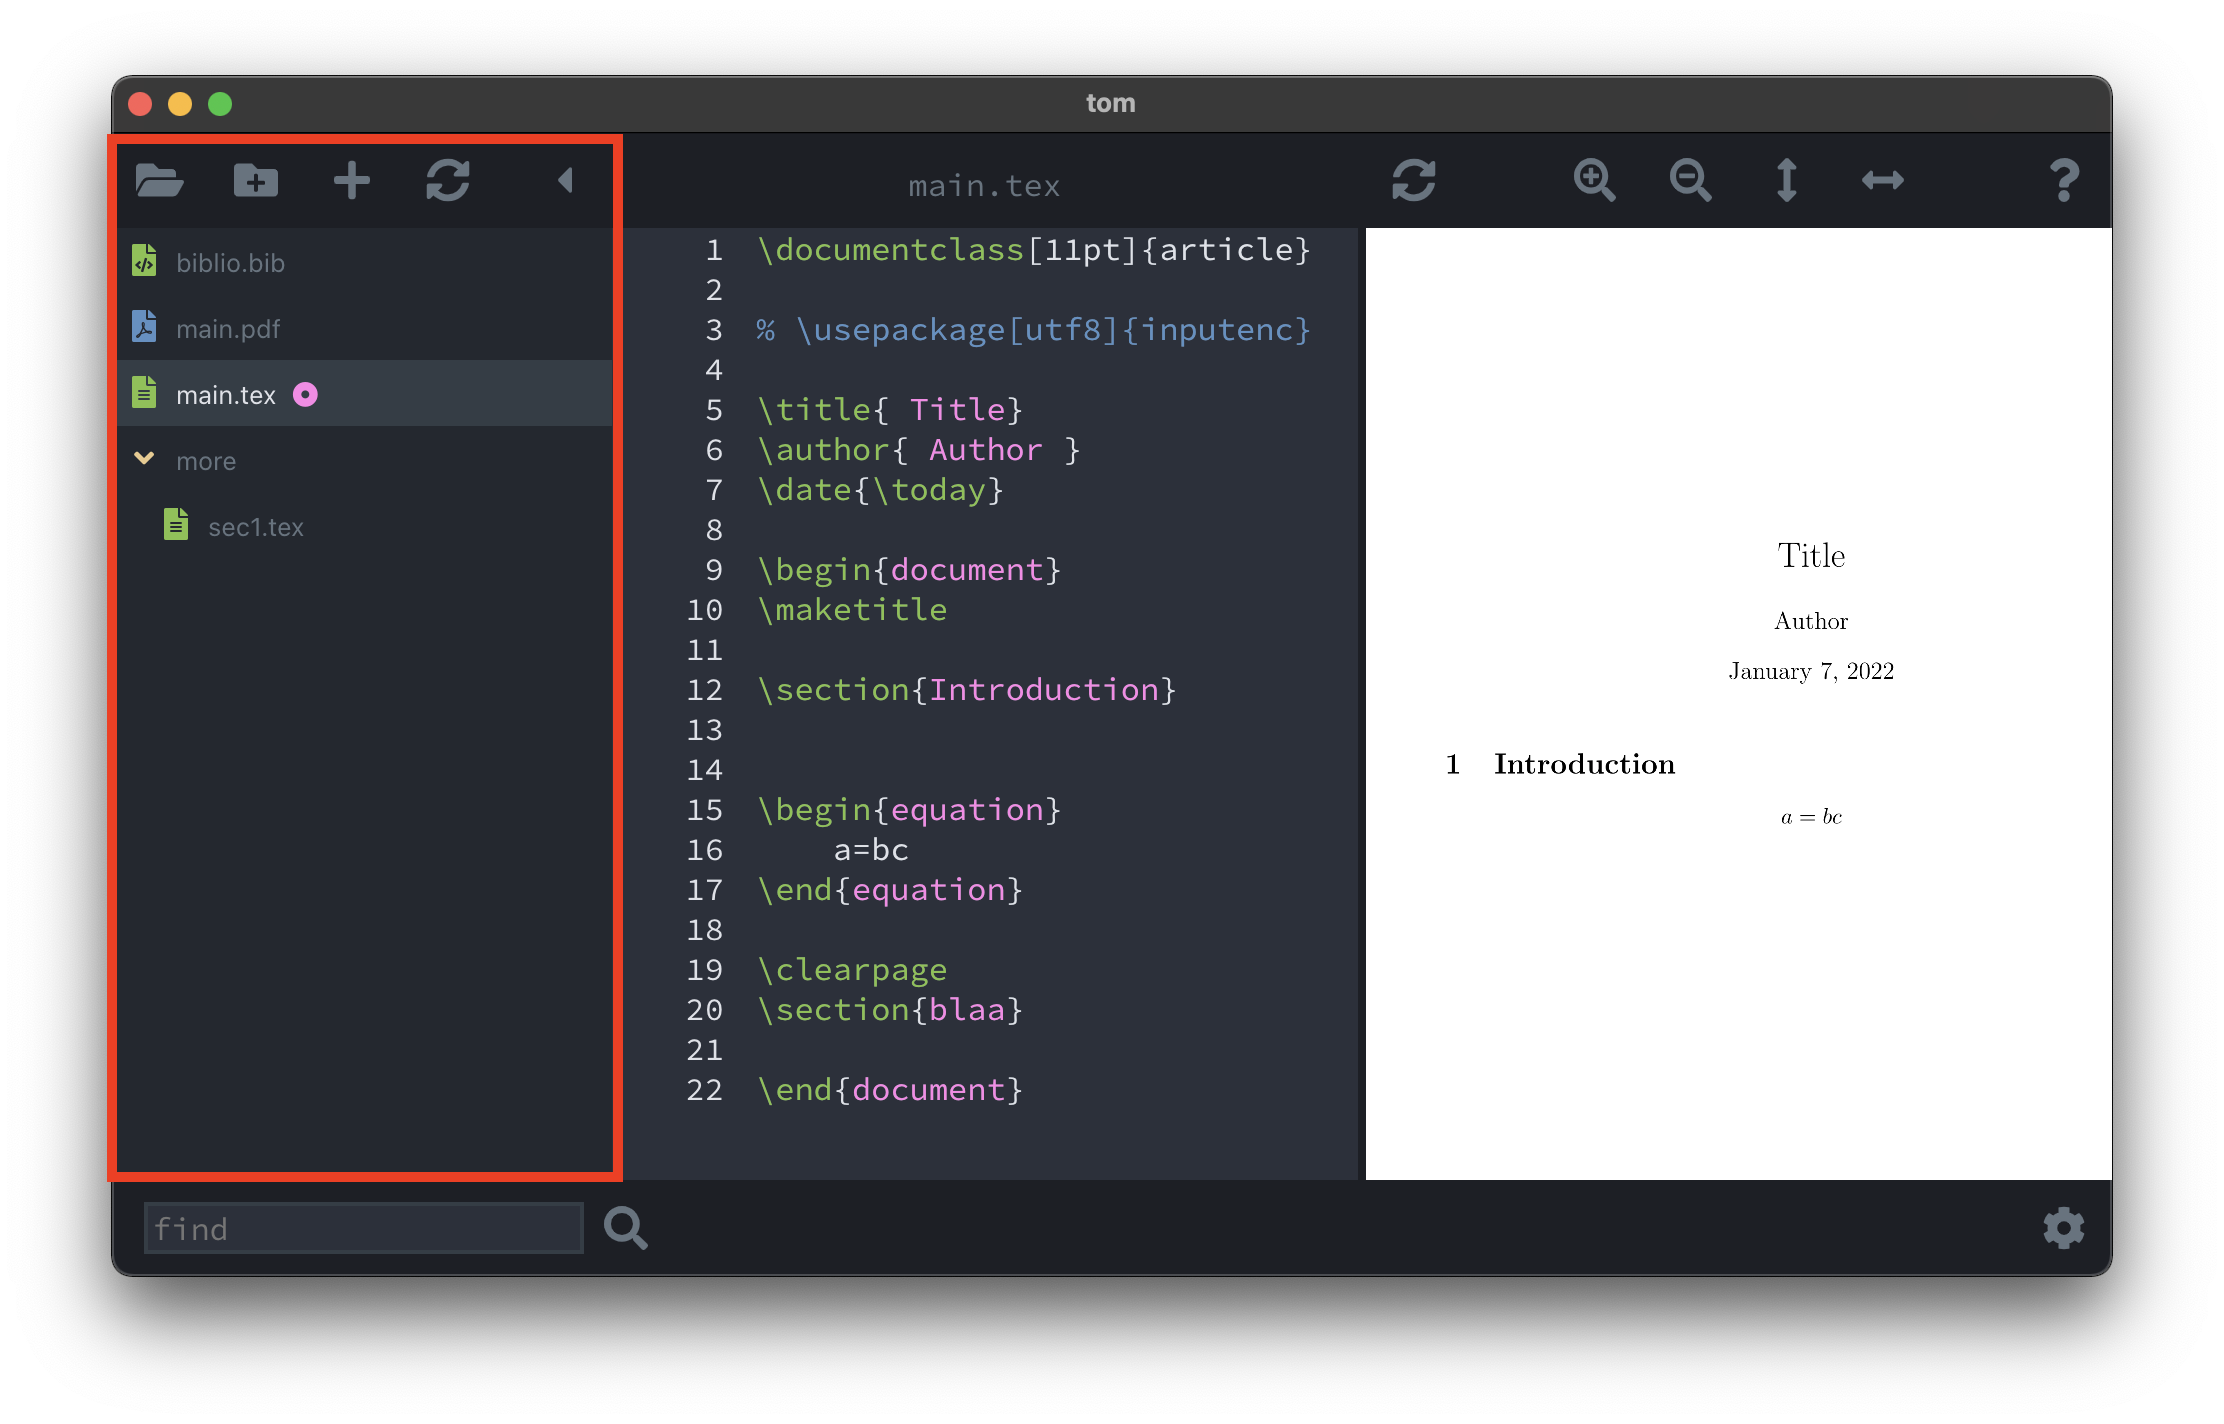 tom
main.tex
biblio.bib
main.pdf
main.tex
more
sec1.tex
1 \documentclass[11pt]{article}
2
3 % \usepackage[utf8]{inputenc}
4
5 \title{ Title}
6 \author{ Author }
7 \date{\today}
8
9 \begin{document}
10 \maketitle
11
12 \section{Introduction}
13
14
15 \begin{equation}
16     a=bc
17 \end{equation}
18
19 \clearpage
20 \section{blaa}
21
22 \end{document}
Title
Author
January 7, 2022
1 Introduction
a = bc
find